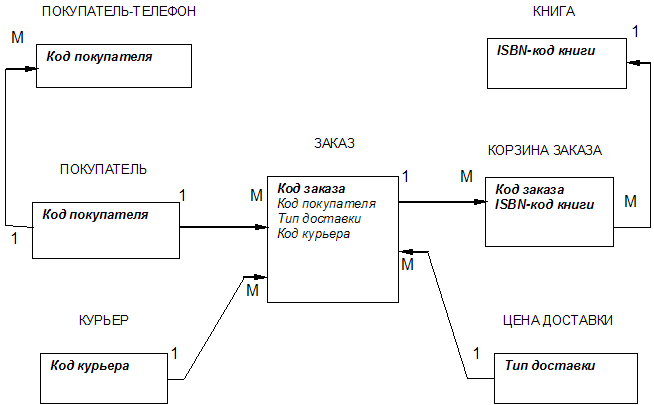 ПОКУПАТЕЛЬ-ТЕЛЕФОН
М
Код покупателя
КНИГА
1
ISBN-код книги
ПОКУПАТЕЛЬ
1
Код покупателя
1
ЗАКАЗ
М
1
Код заказа
Код покупателя
Тип доставки
Код курьера
М
М
КОРЗИНА ЗАКАЗА
М
Код заказа
ISBN-код книги
М
КУРЬЕР
1
Код курьера
ЦЕНА ДОСТАВКИ
1
Тип доставки